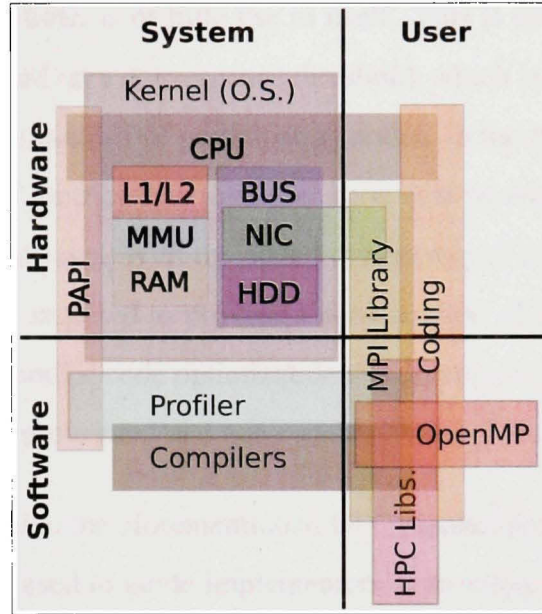 System
User
Hardware
Kernel (O.S.)
CPU
L1/L2
BUS
MMU
NIC
RAM
HDD
PAPI
MPI Library
Coding
Software
Profiler
OpenMP
Compilers
HPC Libs.